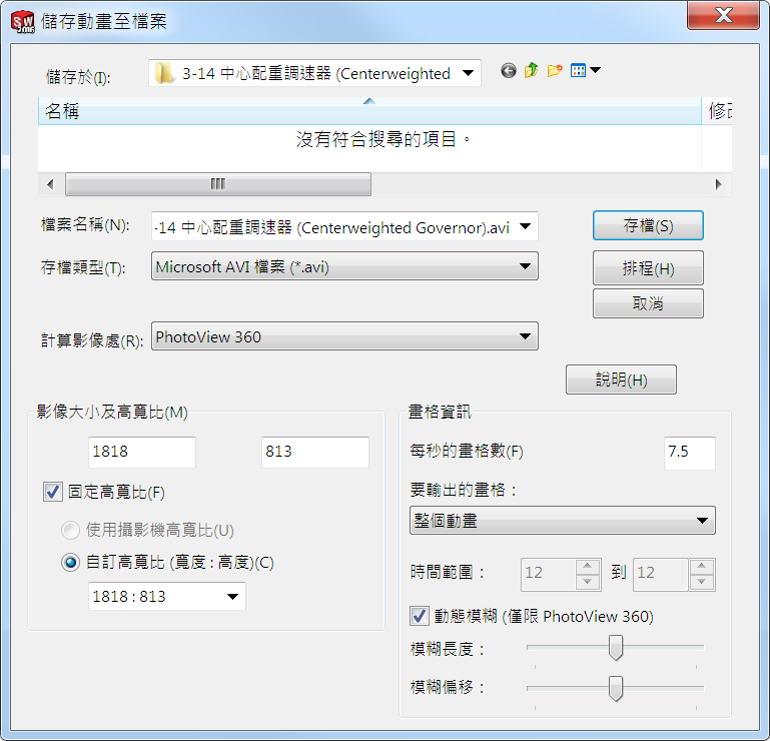 SW 2016 儲存動畫至檔案
儲存於(I): 3-14 中心配重調速器 (Centerweighted
名稱
沒有符合搜尋的項目。
檔案名稱(N): -14 中心配重調速器 (Centerweighted Governor).avi 存檔(S)
存檔類型(T): Microsoft AVI 檔案 (*.avi) 排程(H)
取消
計算影像處(R): PhotoView 360
說明(H)
影像大小及高寬比(M)
1818 813
固定高寬比(F)
使用攝影機高寬比(U)
自訂高寬比 (寬度 : 高度)(C)
1818 : 813
畫格資訊
每秒的畫格數(F) 7.5
要輸出的畫格：
整個動畫
時間範圍： 12 到 12
動態模糊 (僅限 PhotoView 360)
模糊長度：
模糊偏移：